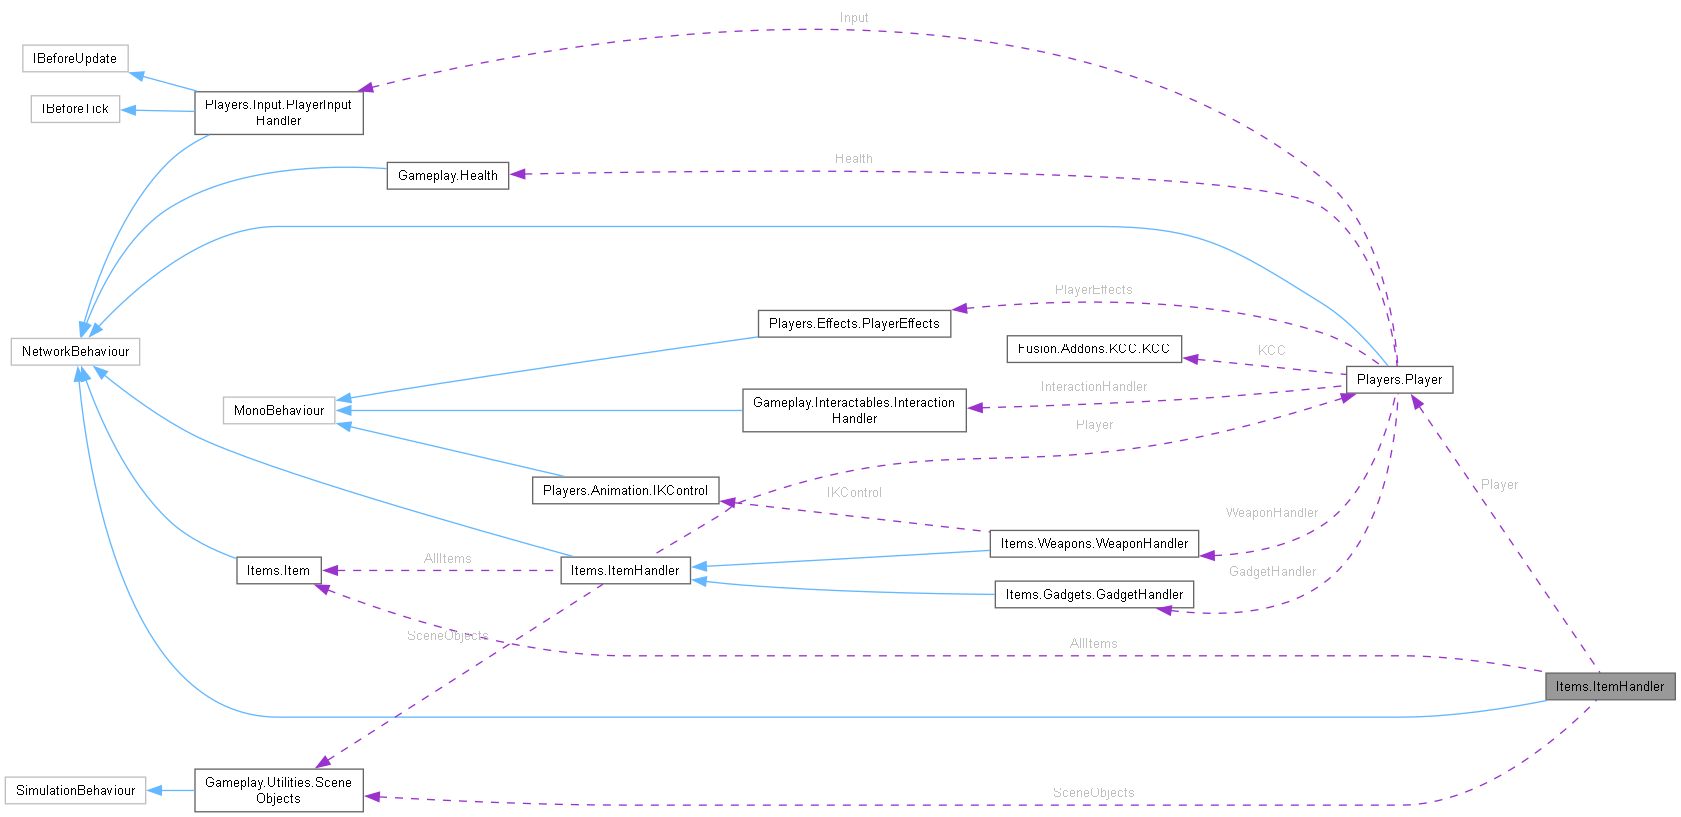 Input
IBeforeUpdate
IBeforeTick
Players.Input.PlayerInput
Handler
Health
Gameplay.Health
PlayerEffects
Players.Effects.PlayerEffects
Fusion.Addons.KCC.KCC
KCC
NetworkBehaviour
Players.Player
InteractionHandler
MonoBehaviour
Gameplay.Interactables.Interaction
Handler
Player
Players.Animation.IKControl
IKControl
Player
WeaponHandler
Items.Weapons.WeaponHandler
AllItems
Items.Item
Items.ItemHandler
GadgetHandler
Items.Gadgets.GadgetHandler
SceneObjects
AllItems
Items.ItemHandler
SimulationBehaviour
Gameplay.Utilities.Scene
Objects
SceneObjects